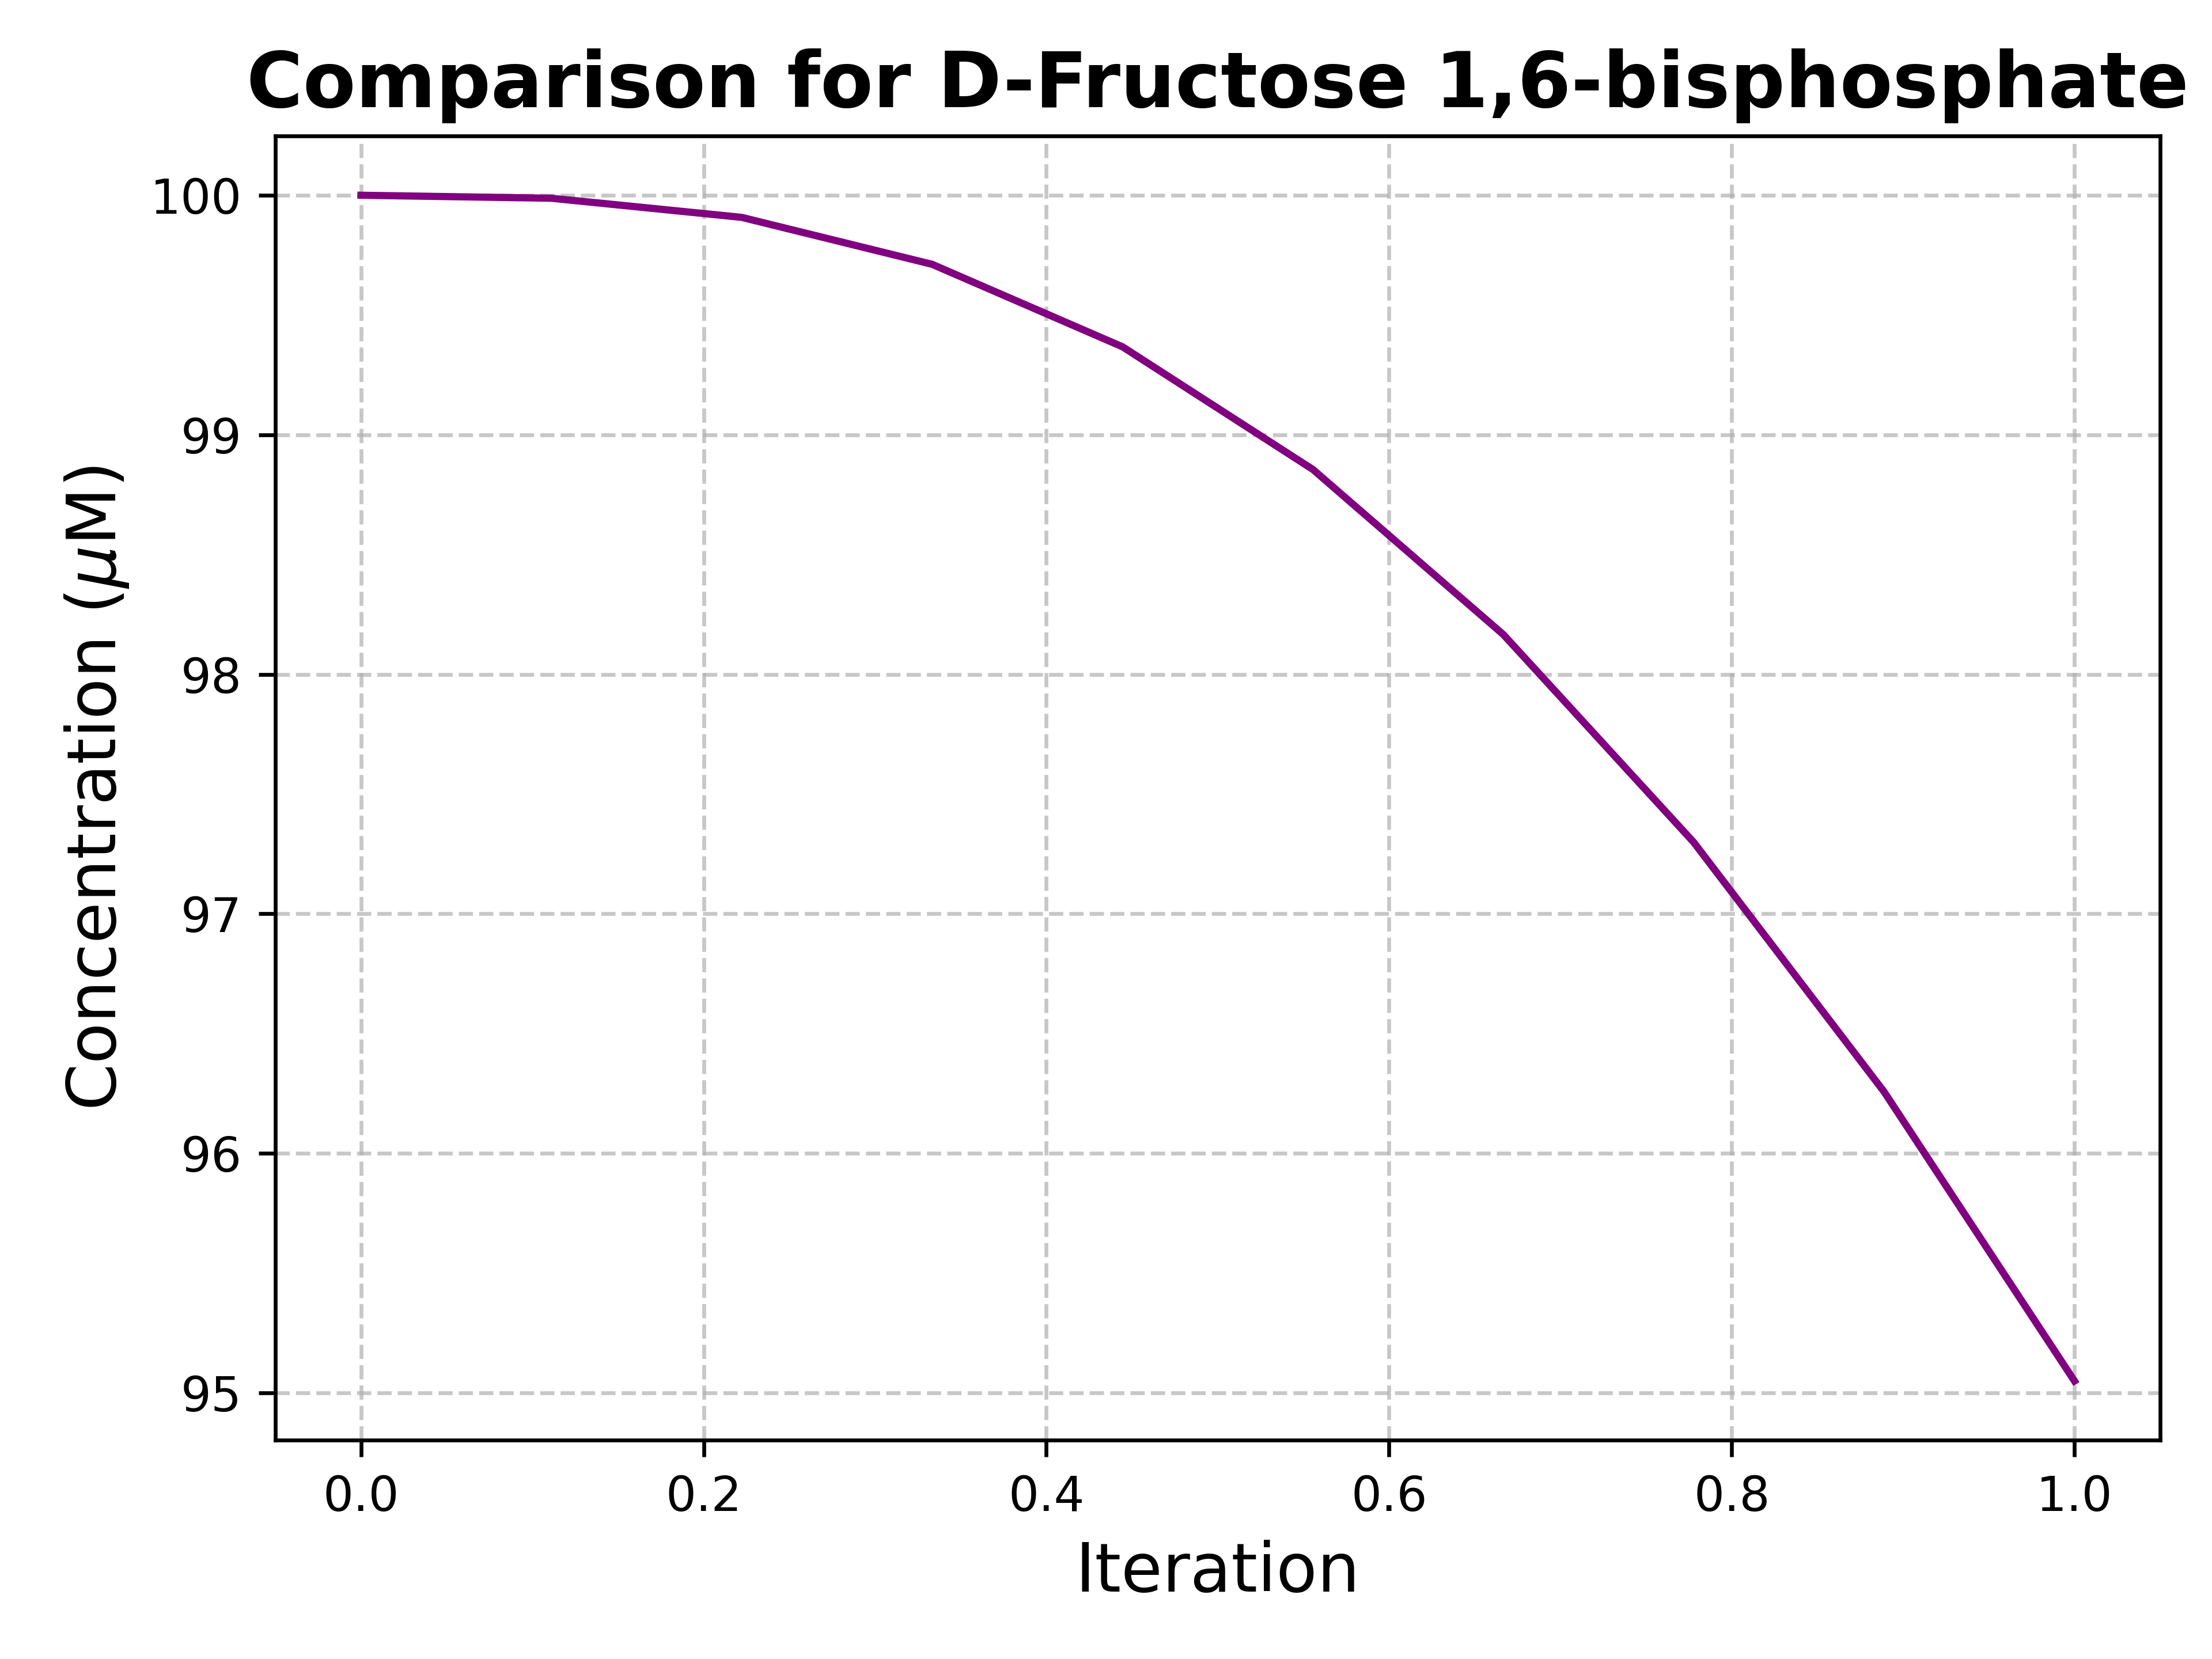 Comparison for D-Fructose 1,6-bisphosphate
100
99
98
97
96
95
Concentration (μM)
0.0 0.2 0.4 0.6 0.8 1.0
Iteration